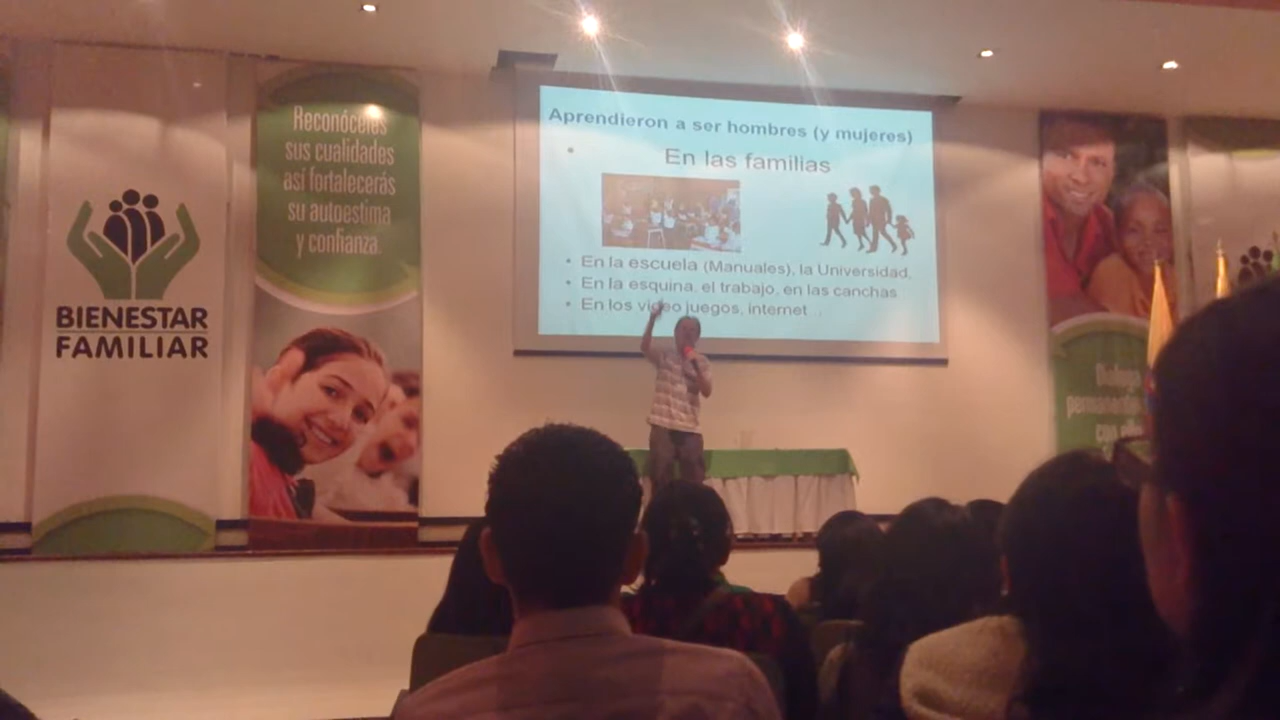 BIENESTAR
FAMILIAR
Reconóceles
sus cualidades
así fortalecerás
su autoestima
y confianza.
Aprendieron a ser hombres (y mujeres)
• En las familias
• En la escuela (Manuales), la Universidad,
• En la esquina, el trabajo, en las canchas
• En los video juegos, internet ..